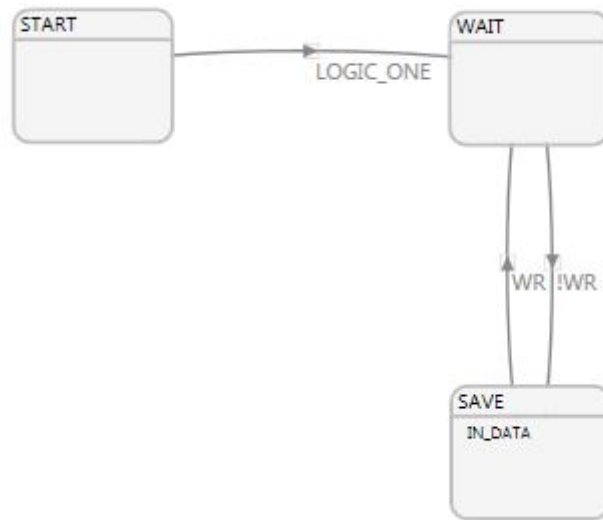 START
WAIT
LOGIC_ONE
WR
!WR
SAVE
IN_DATA